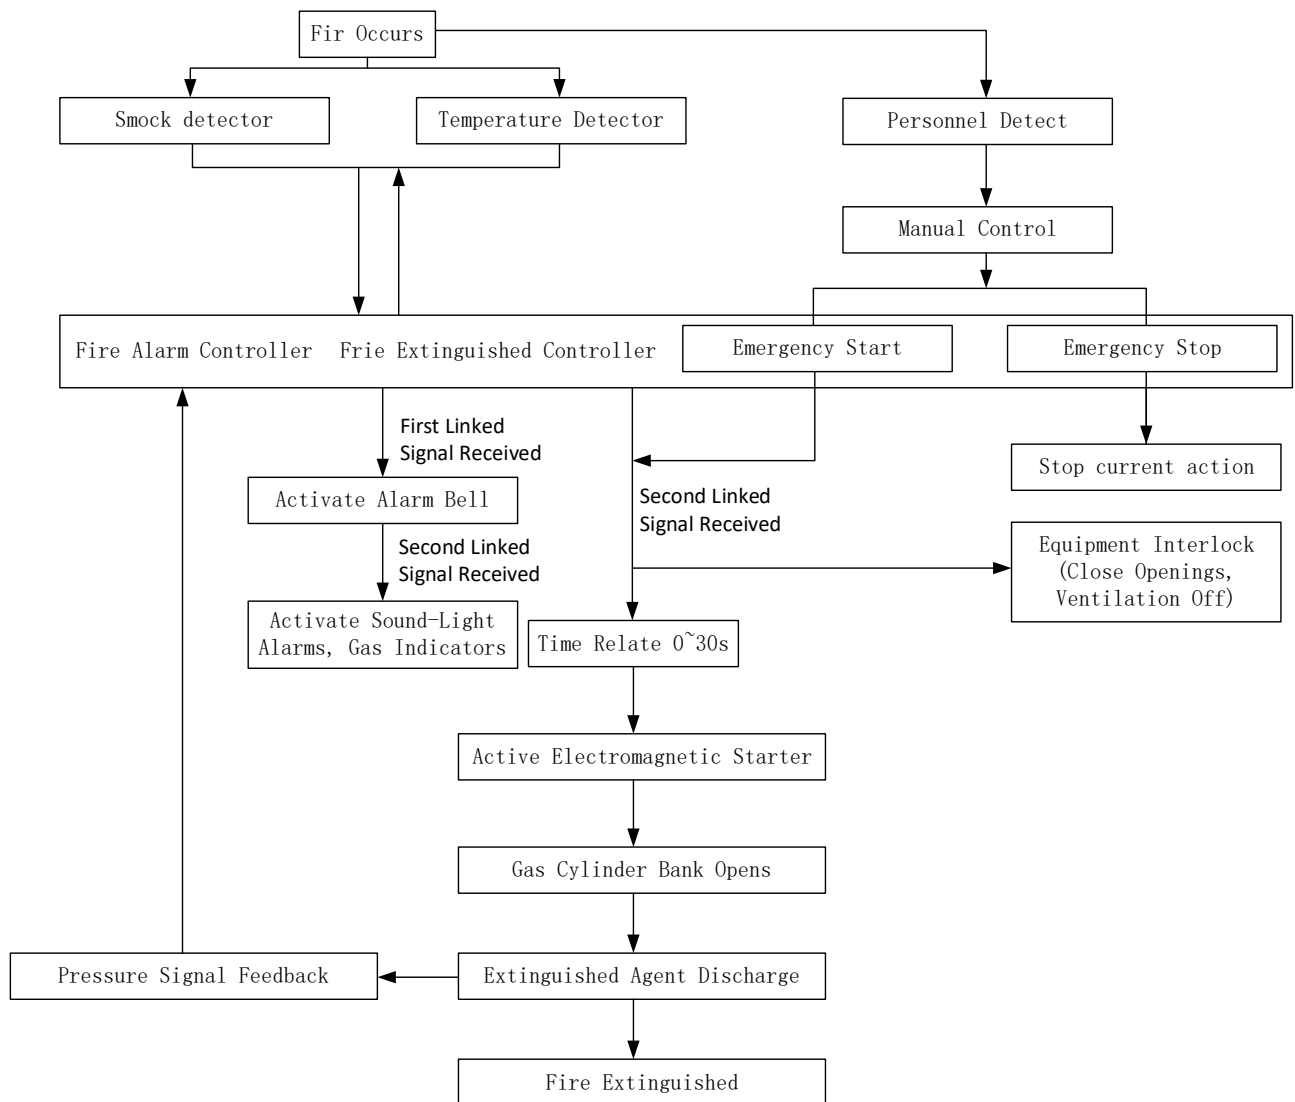 Fir Occurs
Smock detector
Temperature Detector
Personnel Detect
Manual Control
Fire Alarm Controller
Frie Extinguished Controller
Emergency Start
Emergency Stop
First Linked
Signal Received
Stop current action
Activate Alarm Bell
Second Linked
Signal Received
Second Linked
Signal Received
Equipment Interlock
(Close Openings,
Ventilation Off)
Activate Sound-Light
Alarms, Gas Indicators
Time Relate 0~30s
Active Electromagnetic Starter
Gas Cylinder Bank Opens
Pressure Signal Feedback
Extinguished Agent Discharge
Fire Extinguished